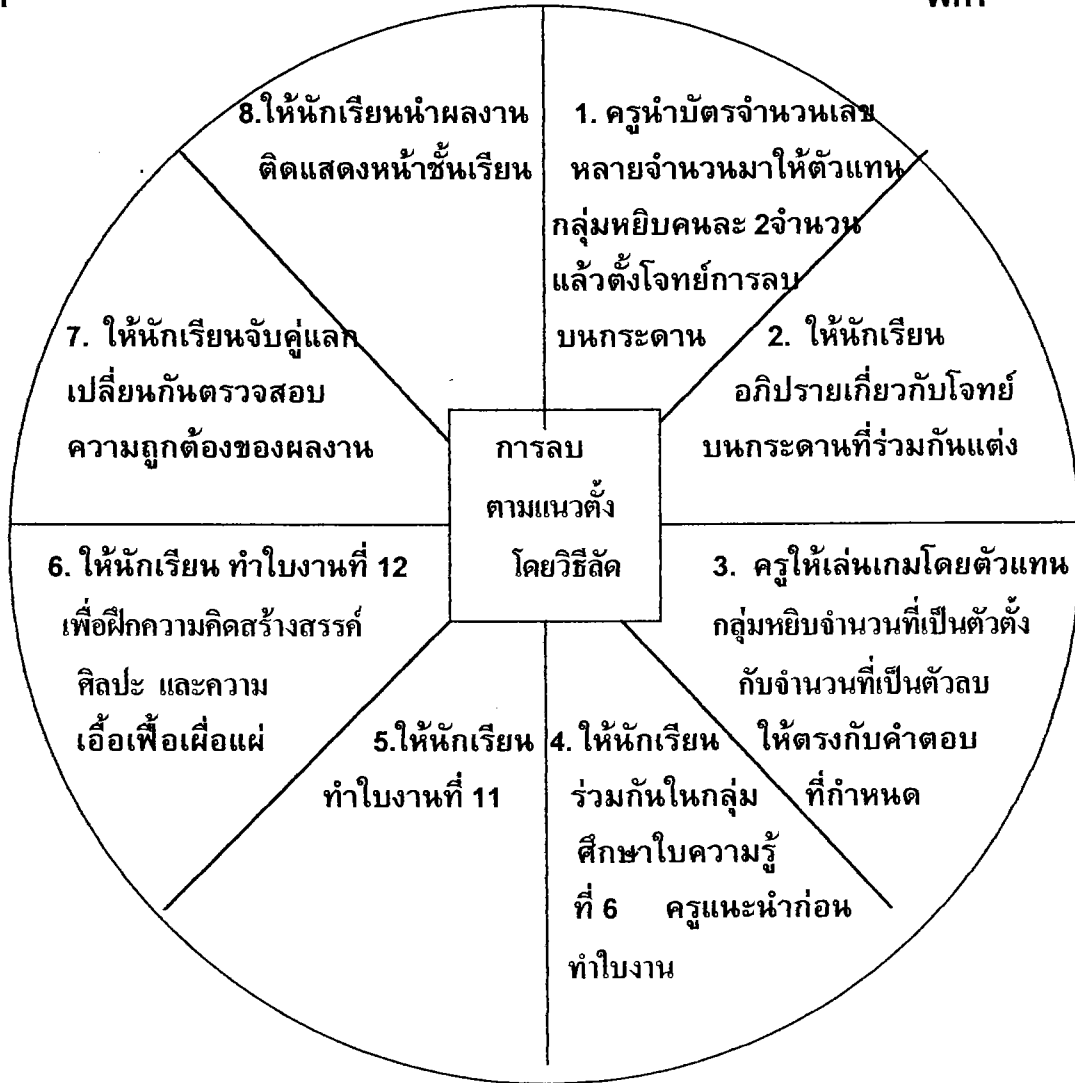 8.ให้นักเรียนนำผลงาน
ติดแสดงหน้าชั้นเรียน
1. ครูนำบัตรจำนวนเลข
หลายจำนวนมาให้ตัวแทน
กลุ่มหยิบคนละ 2จำนวน
แล้วตั้งโจทย์การลบ
บนกระดาน
2. ให้นักเรียน
อภิปรายเกี่ยวกับโจทย์
บนกระดานที่ร่วมกันแต่ง
7. ให้นักเรียนจับคู่แลก
เปลี่ยนกันตรวจสอบ
ความถูกต้องของผลงาน
การลบ
ตามแนวตั้ง
โดยวิธีลัด
6. ให้นักเรียน ทำใบงานที่ 12
เพื่อฝึกความคิดสร้างสรรค์
ศิลปะ และความ
เอื้อเฟื้อเผื่อแผ่
3. ครูให้เล่นเกมโดยตัวแทน
กลุ่มหยิบจำนวนที่เป็นตัวตั้ง
กับจำนวนที่เป็นตัวลบ
ให้ตรงกับคำตอบ
ที่กำหนด
5.ให้นักเรียน
ทำใบงานที่ 11
4. ให้นักเรียน
ร่วมกันในกลุ่ม
ศึกษาใบความรู้
ที่ 6 ครูแนะนำก่อน
ทำใบงาน